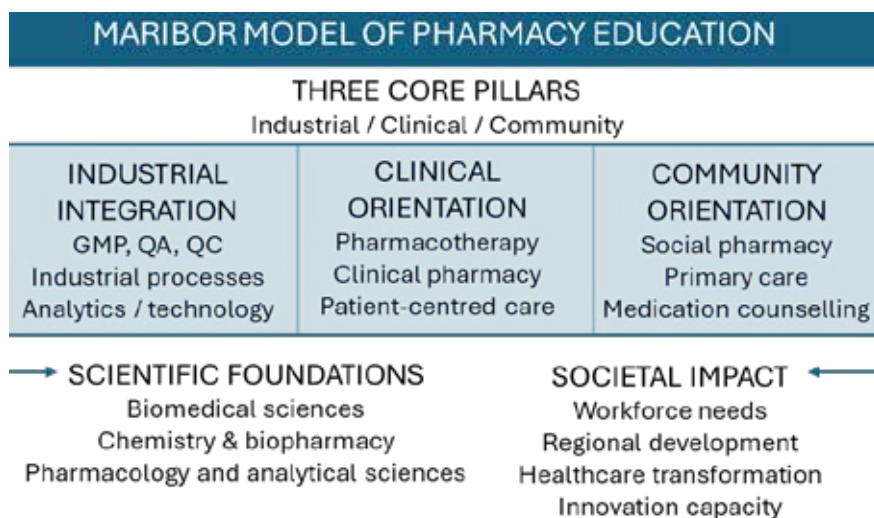 MARIBOR MODEL OF PHARMACY EDUCATION
THREE CORE PILLARS
Industrial / Clinical / Community
INDUSTRIAL
INTEGRATION
GMP, QA, QC
Industrial processes
Analytics / technology
CLINICAL
ORIENTATION
Pharmacotherapy
Clinical pharmacy
Patient-centred care
COMMUNITY
ORIENTATION
Social pharmacy
Primary care
Medication counselling
SCIENTIFIC FOUNDATIONS
Biomedical sciences
Chemistry & biopharmacy
Pharmacology and analytical sciences
SOCIETAL IMPACT
Workforce needs
Regional development
Healthcare transformation
Innovation capacity